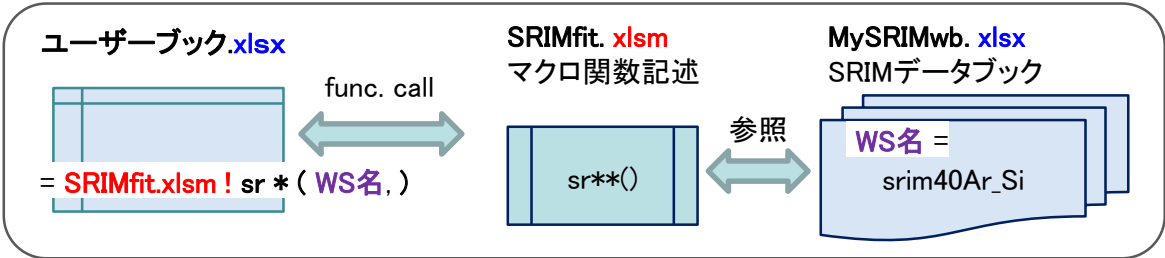 ユーザーブック.xlsx
func. call
= SRIMfit.xlsm ! sr * ( WS名, )
SRIMfit. xlsm
マクロ関数記述
sr**()
参照
MySRIMwb. xlsx
SRIMデータブック
WS名 =
srim40Ar_Si